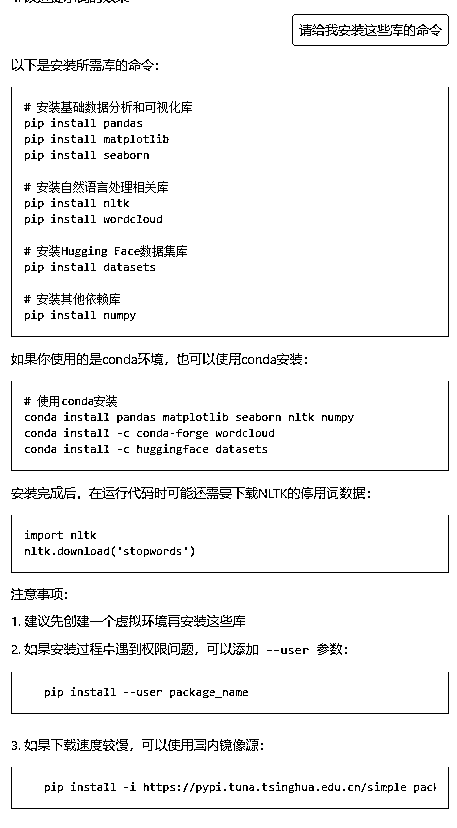 请给我安装这些库的命令
以下是安装所需库的命令：
# 安装基础数据分析和可视化库
pip install pandas
pip install matplotlib
pip install seaborn
# 安装自然语言处理相关库
pip install nltk
pip install wordcloud
# 安装Hugging Face数据集库
pip install datasets
# 安装其他依赖库
pip install numpy
如果你使用的是conda环境，也可以使用conda安装：
# 使用conda安装
conda install pandas matplotlib seaborn nltk numpy
conda install -c conda-forge wordcloud
conda install -c huggingface datasets
安装完成后，在运行代码时可能还需要下载NLTK的停用词数据：
import nltk
nltk.download('stopwords')
注意事项：
1. 建议先创建一个虚拟环境再安装这些库
2. 如果安装过程中遇到权限问题，可以添加 --user 参数：
pip install --user package_name
3. 如果下载速度较慢，可以使用国内镜像源：
pip install -i https://pypi.tuna.tsinghua.edu.cn/simple pack